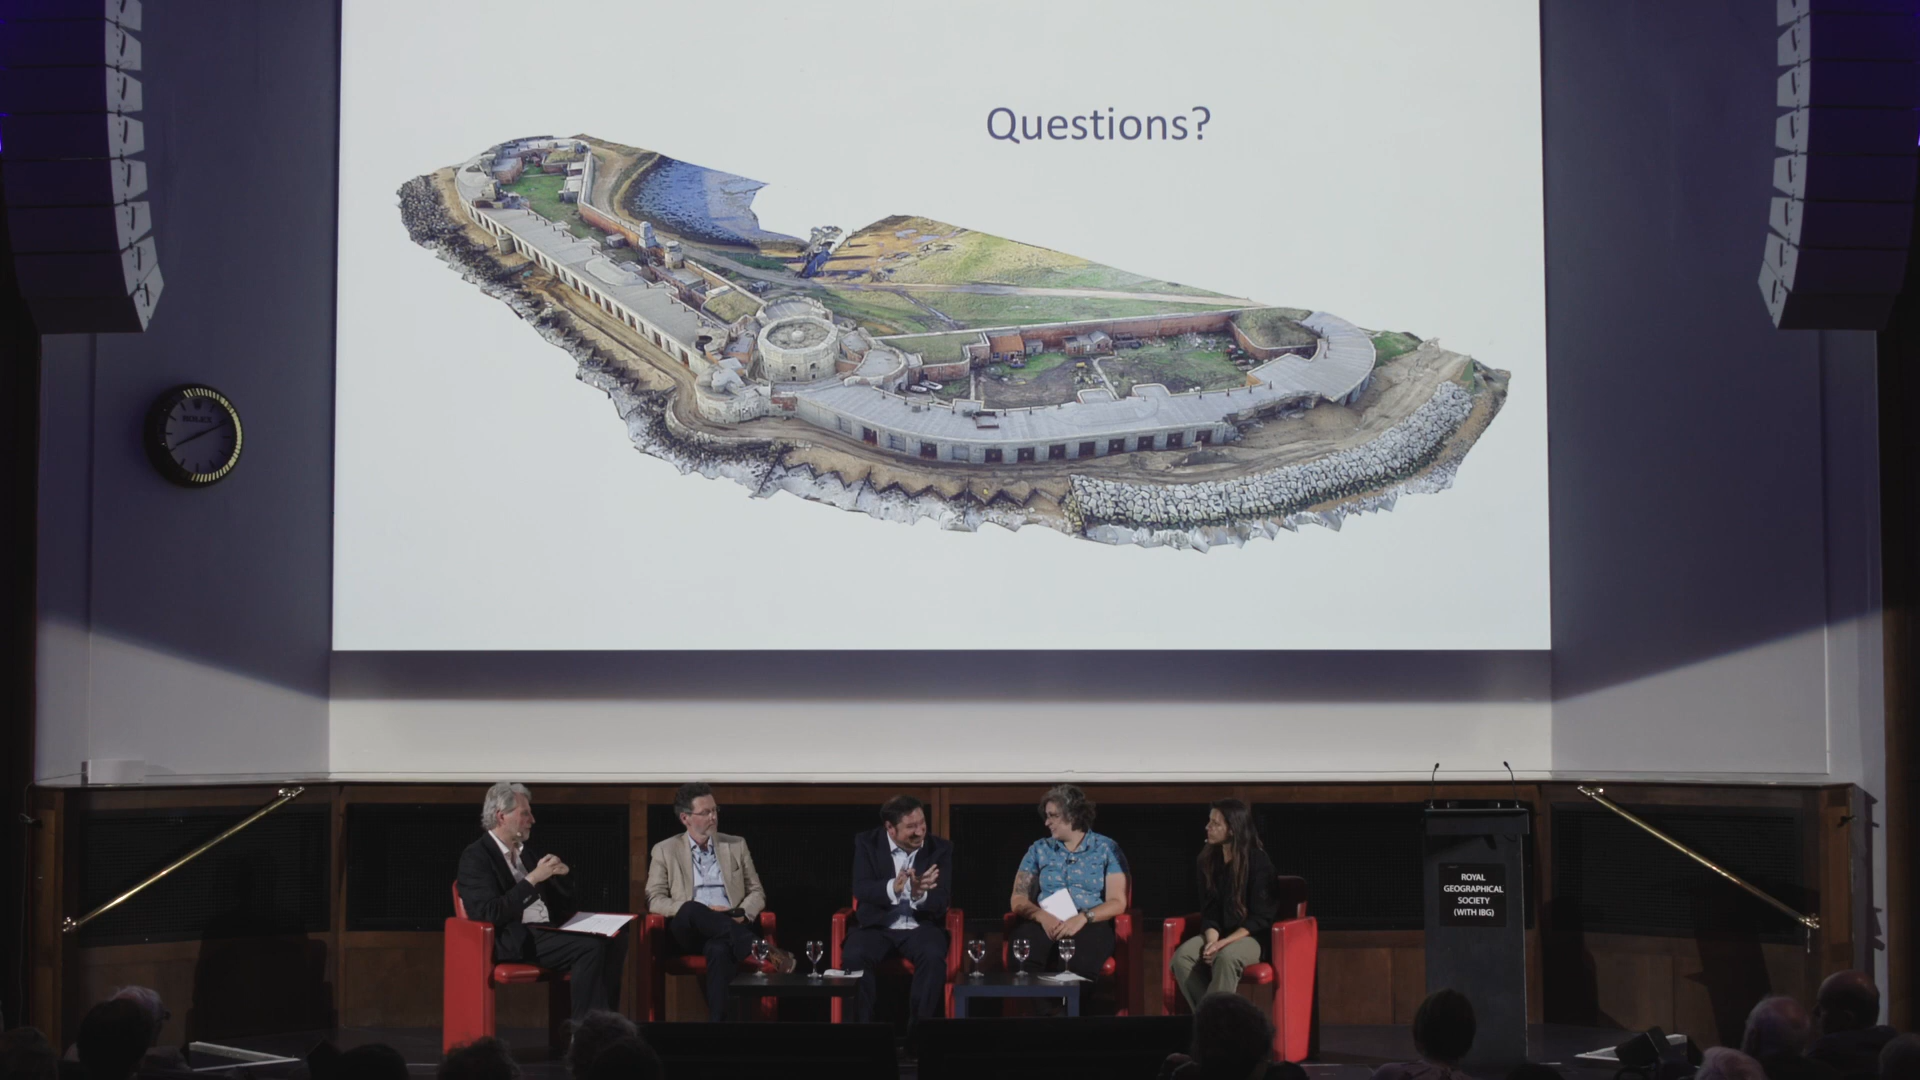 Questions?
ROYAL
GEOGRAPHICAL
SOCIETY
(WITH IBG)